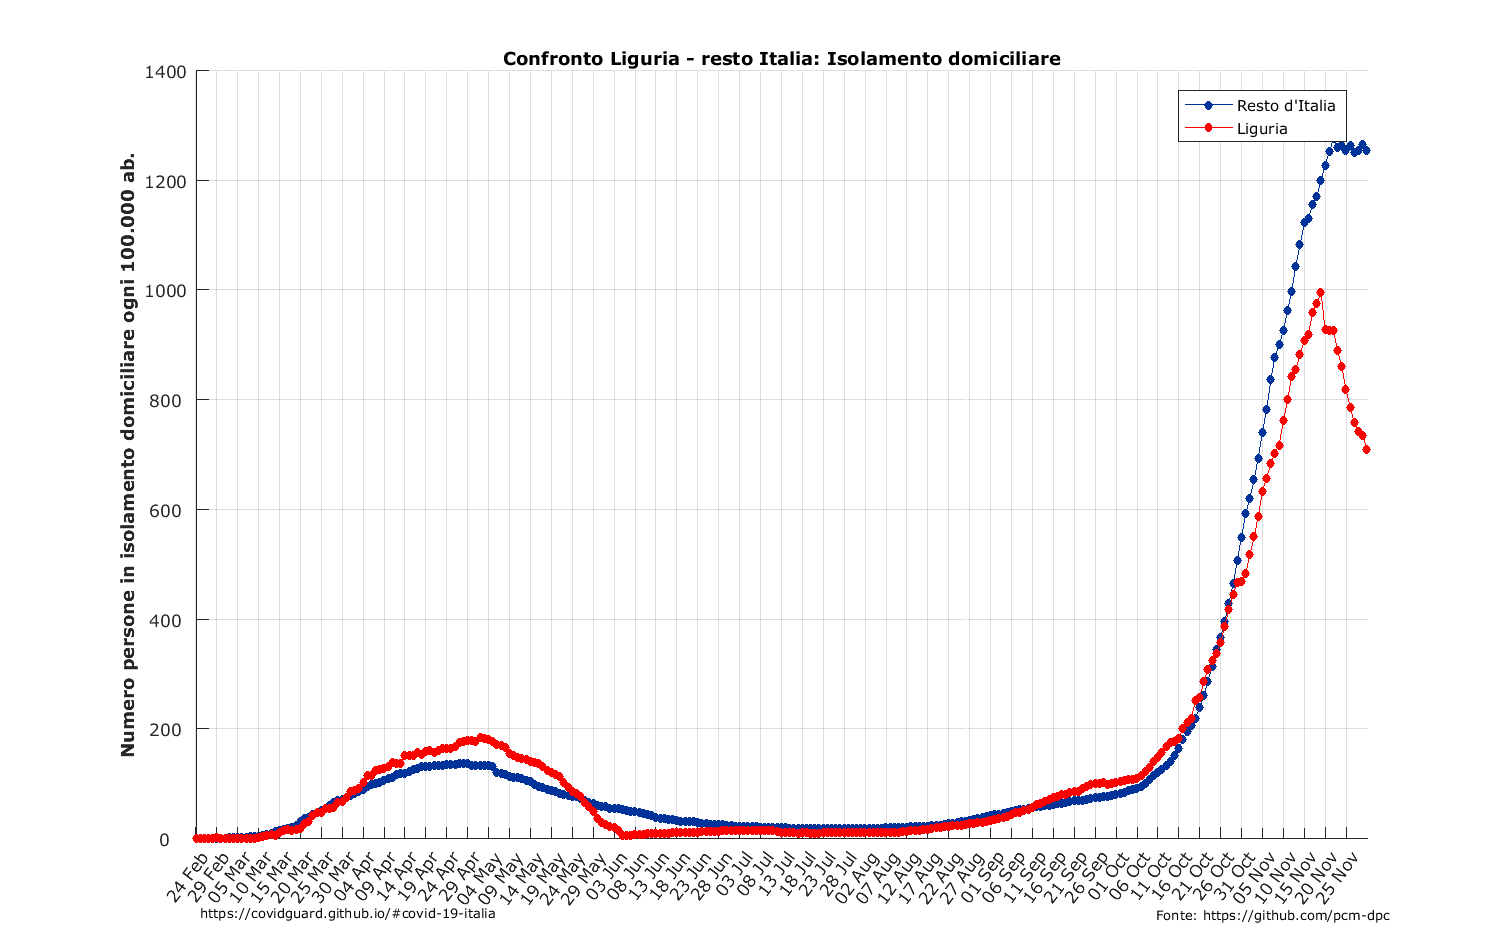 Confronto Liguria - resto Italia: Isolamento domiciliare
Numero persone in isolamento domiciliare ogni 100.000 ab.
1400
1200
1000
800
600
400
200
0
Resto d'Italia
Liguria
24 Feb
29 Feb
05 Mar
10 Mar
15 Mar
20 Mar
25 Mar
30 Mar
04 Apr
09 Apr
14 Apr
19 Apr
24 Apr
29 Apr
04 May
09 May
14 May
19 May
24 May
29 May
03 Jun
08 Jun
13 Jun
18 Jun
23 Jun
28 Jun
03 Jul
08 Jul
13 Jul
18 Jul
23 Jul
28 Jul
02 Aug
07 Aug
12 Aug
17 Aug
22 Aug
27 Aug
01 Sep
06 Sep
11 Sep
16 Sep
21 Sep
26 Sep
01 Oct
06 Oct
11 Oct
16 Oct
21 Oct
26 Oct
31 Oct
05 Nov
10 Nov
15 Nov
20 Nov
25 Nov
https://covidguard.github.io/#covid-19-italia
Fonte: https://github.com/pcm-dpc